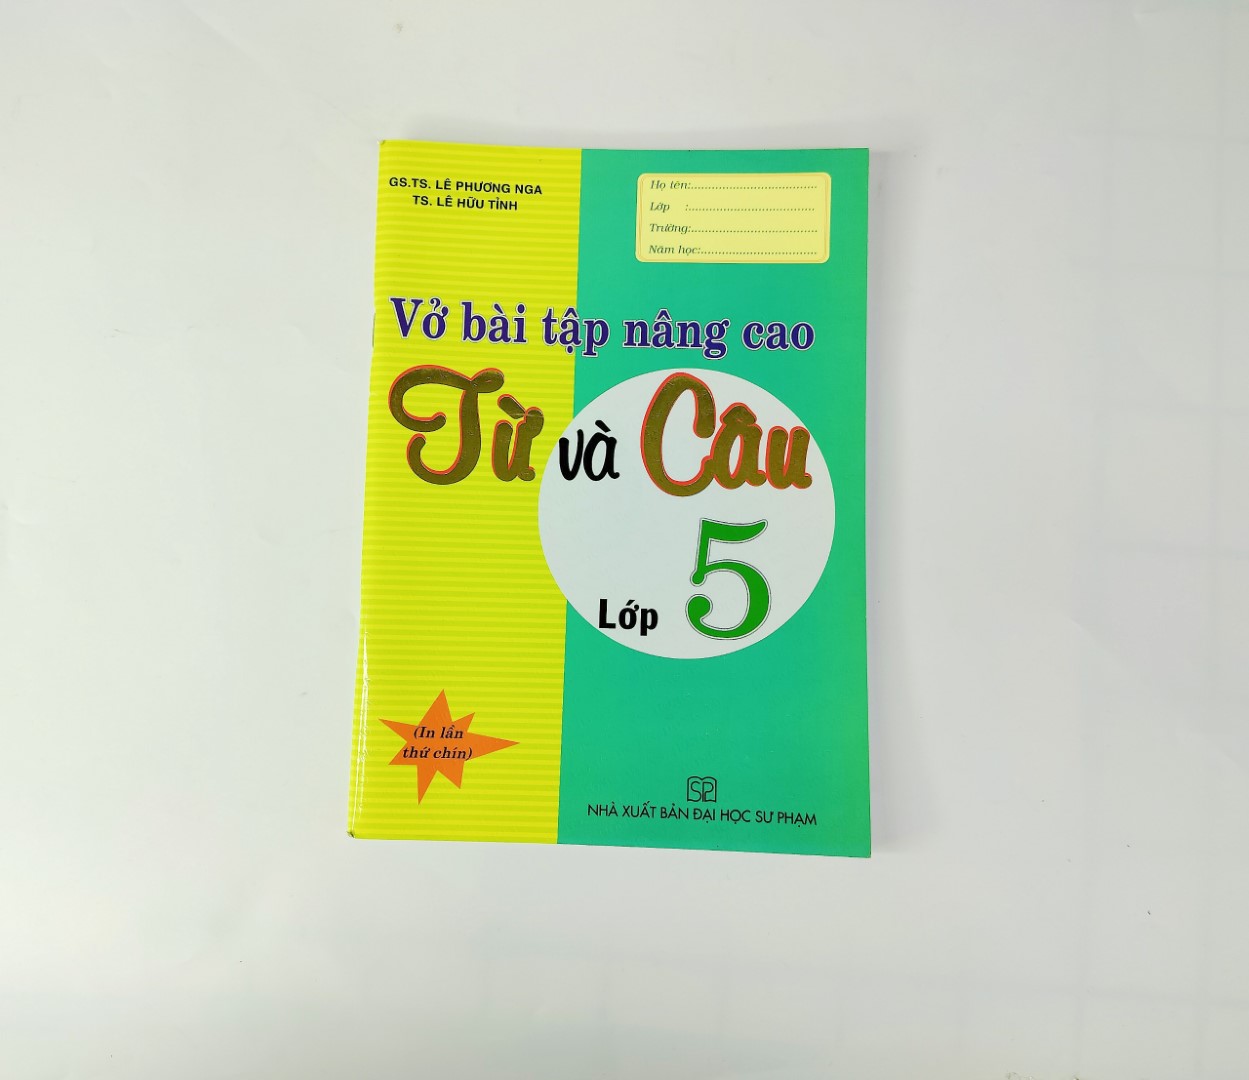 GS.TS. LÊ PHƯƠNG NGA
TS. LÊ HỮU TỈNH
Họ tên:....................................
Lớp :....................................
Trường:....................................
Năm học:.................................
Vở bài tập nâng cao
Từ và Câu
Lớp 5
(In lần
thứ chín)
SP
NHÀ XUẤT BẢN ĐẠI HỌC SƯ PHẠM